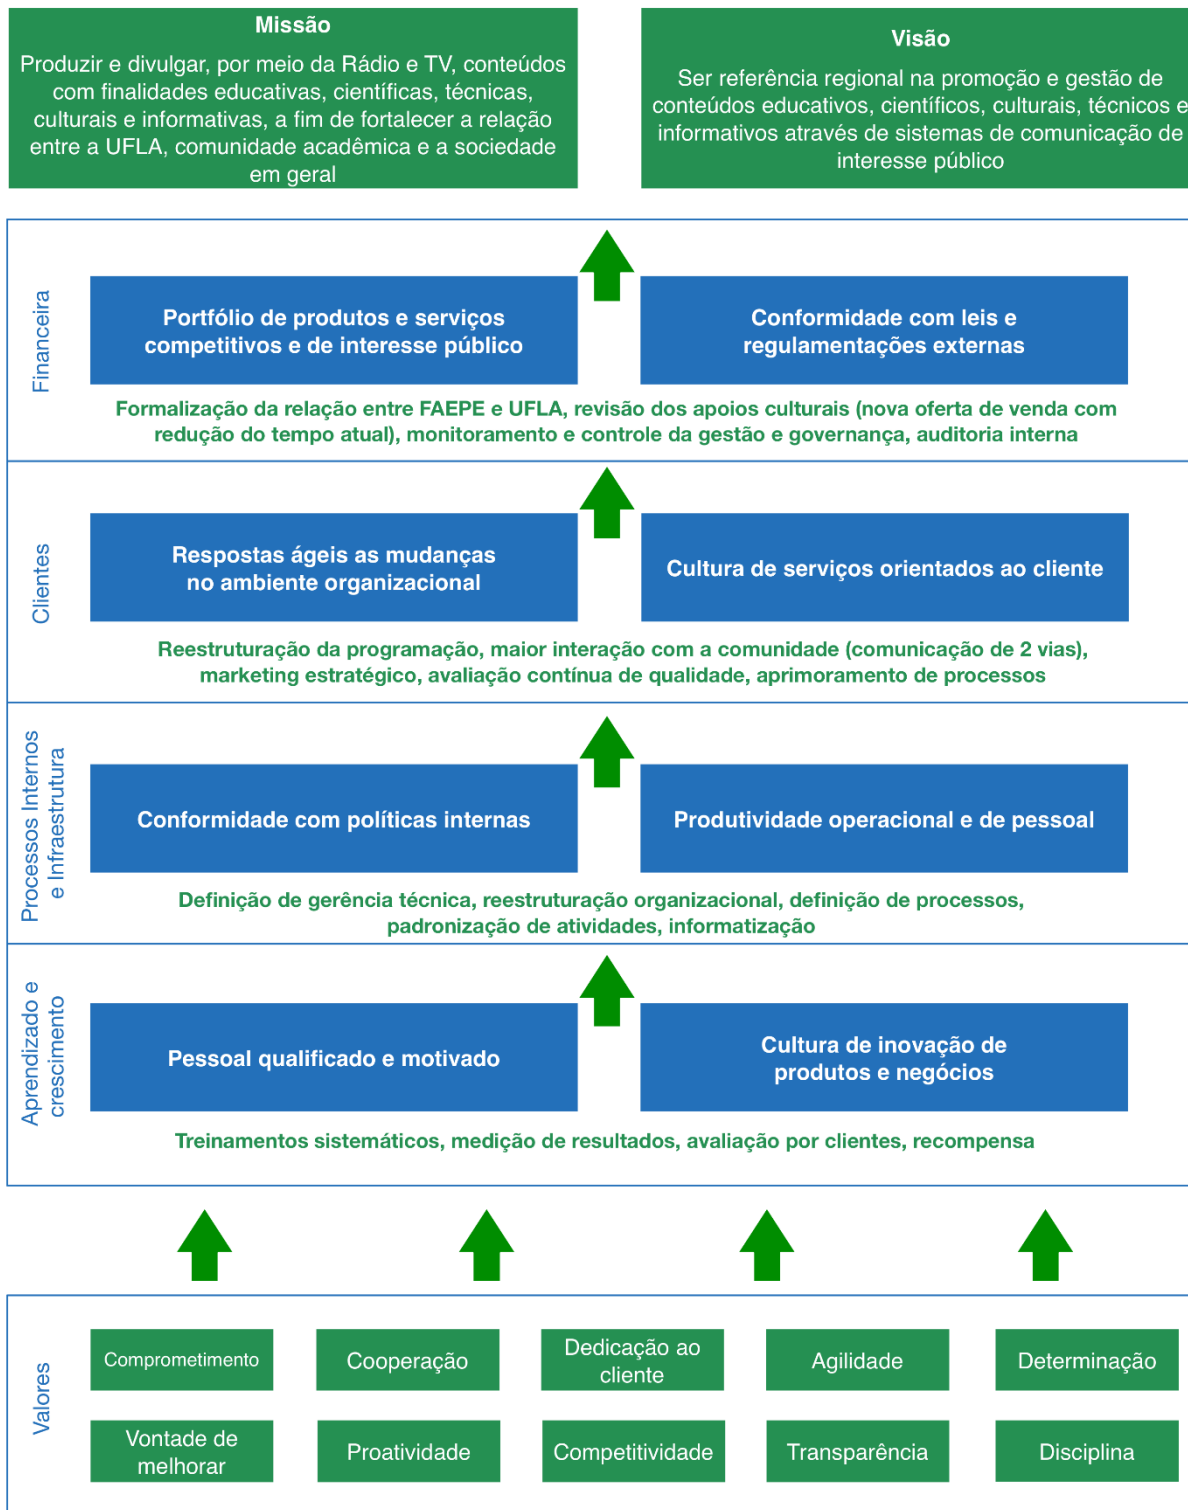 Missão
Produzir e divulgar, por meio da Rádio e TV, conteúdos
com finalidades educativas, científicas, técnicas,
culturais e informativas, a fim de fortalecer a relação
entre a UFLA, comunidade acadêmica e a sociedade
em geral
Visão
Ser referência regional na promoção e gestão de
conteúdos educativos, científicos, culturais, técnicos e
informativos através de sistemas de comunicação de
interesse público
Financeira
Portfólio de produtos e serviços
competitivos e de interesse público
Conformidade com leis e
regulamentações externas
Formalização da relação entre FAEPE e UFLA, revisão dos apoios culturais (nova oferta de venda com
redução do tempo atual), monitoramento e controle da gestão e governança, auditoria interna
Clientes
Respostas ágeis as mudanças
no ambiente organizacional
Cultura de serviços orientados ao cliente
Reestruturação da programação, maior interação com a comunidade (comunicação de 2 vias),
marketing estratégico, avaliação contínua de qualidade, aprimoramento de processos
Processos Internos
e Infraestrutura
Conformidade com políticas internas
Produtividade operacional e de pessoal
Definição de gerência técnica, reestruturação organizacional, definição de processos,
padronização de atividades, informatização
Aprendizado e
crescimento
Pessoal qualificado e motivado
Cultura de inovação de
produtos e negócios
Treinamentos sistemáticos, medição de resultados, avaliação por clientes, recompensa
Valores
Comprometimento
Cooperação
Dedicação ao
cliente
Agilidade
Determinação
Vontade de
melhorar
Proatividade
Competitividade
Transparência
Disciplina